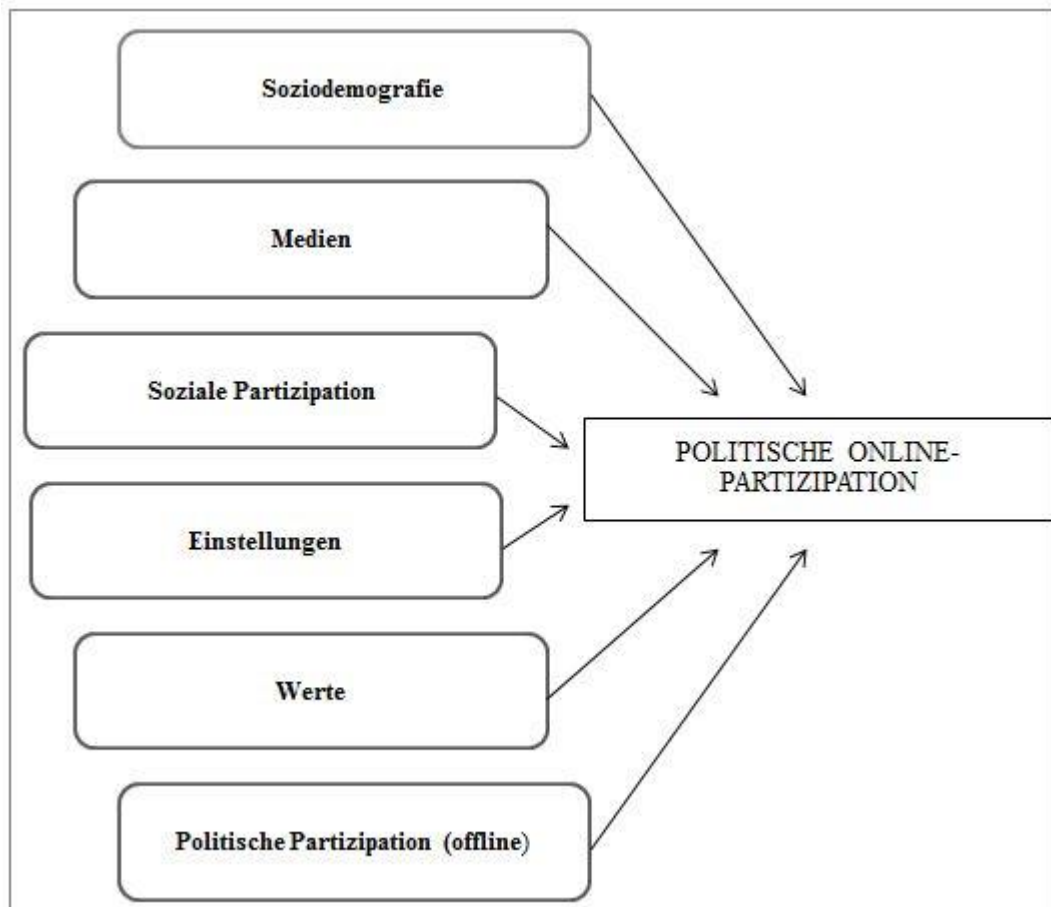 Soziodemografie
Medien
Soziale Partizipation
Einstellungen
Werte
Politische Partizipation (offline)
POLITISCHE ONLINE-
PARTIZIPATION